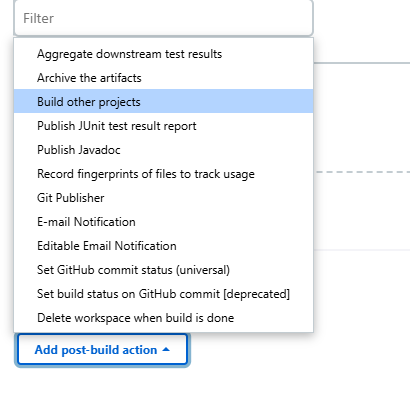 Filter
Aggregate downstream test results
Archive the artifacts
Build other projects
Publish JUnit test result report
Publish Javadoc
Record fingerprints of files to track usage
Git Publisher
E-mail Notification
Editable Email Notification
Set GitHub commit status (universal)
Set build status on GitHub commit [deprecated]
Delete workspace when build is done
Add post-build action